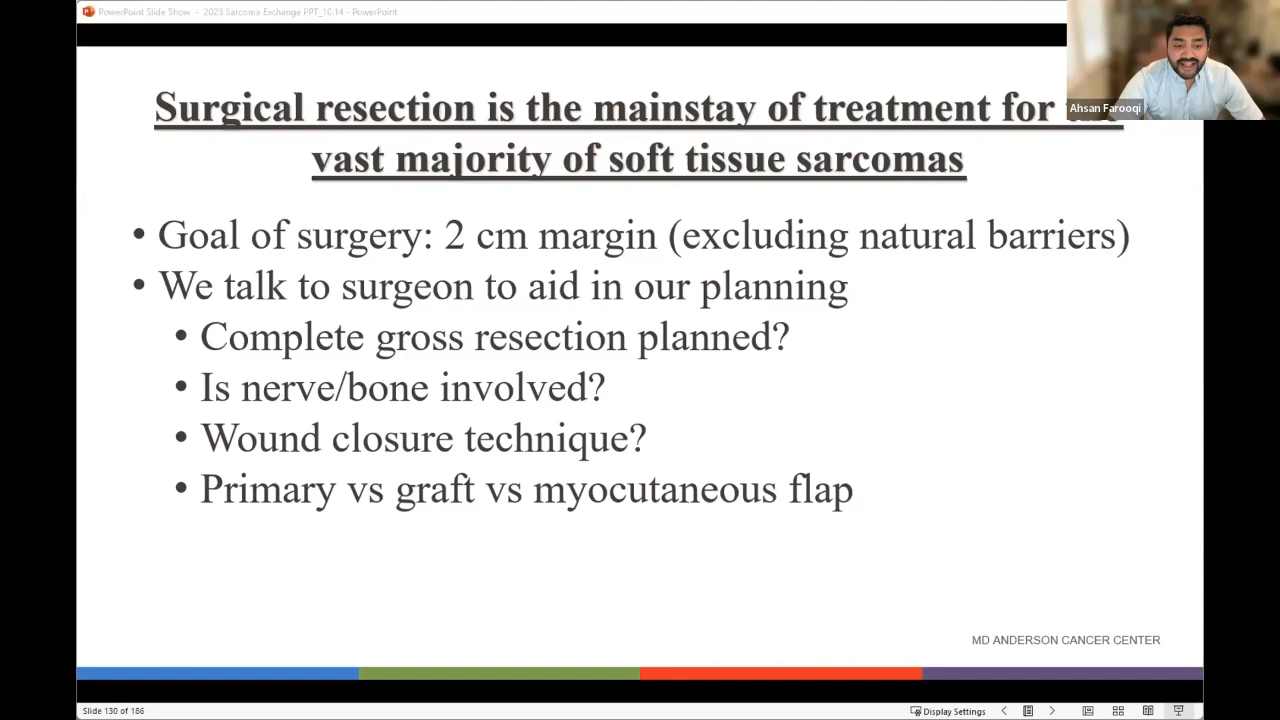 PowerPoint Slide Show - 2023 Sarcoma Exchange PPT_10.14 - PowerPoint
Ahsan Farooqi
Surgical resection is the mainstay of treatment for
vast majority of soft tissue sarcomas
• Goal of surgery: 2 cm margin (excluding natural barriers)
• We talk to surgeon to aid in our planning
• Complete gross resection planned?
• Is nerve/bone involved?
• Wound closure technique?
• Primary vs graft vs myocutaneous flap
MD ANDERSON CANCER CENTER
Slide 130 of 186
Display Settings